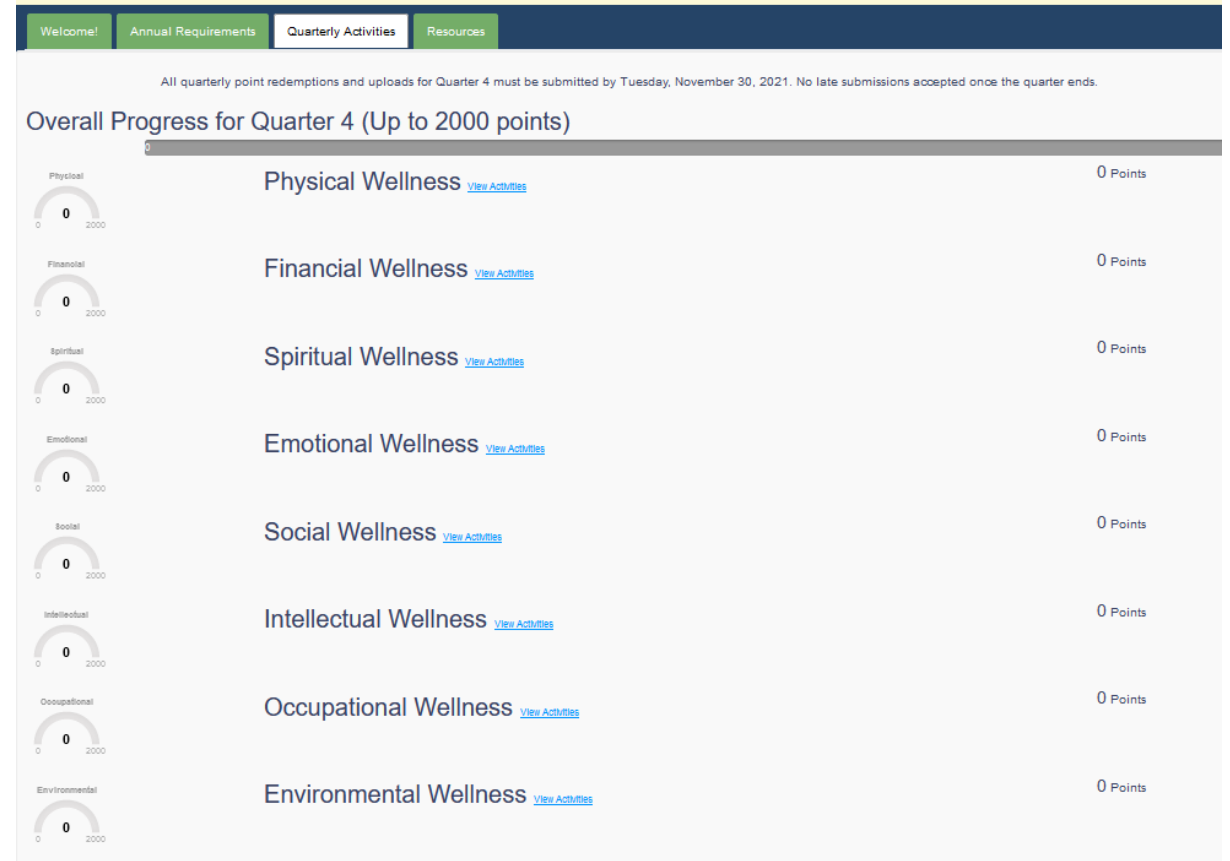 Welcome! Annual Requirements Quarterly Activities Resources
All quarterly point redemptions and uploads for Quarter 4 must be submitted by Tuesday, November 30, 2021. No late submissions accepted once the quarter ends.
Overall Progress for Quarter 4 (Up to 2000 points)
0
Physical
0
0 2000
Physical Wellness View Activities
0 Points
Financial
0
0 2000
Financial Wellness View Activities
0 Points
Spiritual
0
0 2000
Spiritual Wellness View Activities
0 Points
Emotional
0
0 2000
Emotional Wellness View Activities
0 Points
Social
0
0 2000
Social Wellness View Activities
0 Points
Intellectual
0
0 2000
Intellectual Wellness View Activities
0 Points
Occupational
0
0 2000
Occupational Wellness View Activities
0 Points
Environmental
0
0 2000
Environmental Wellness View Activities
0 Points